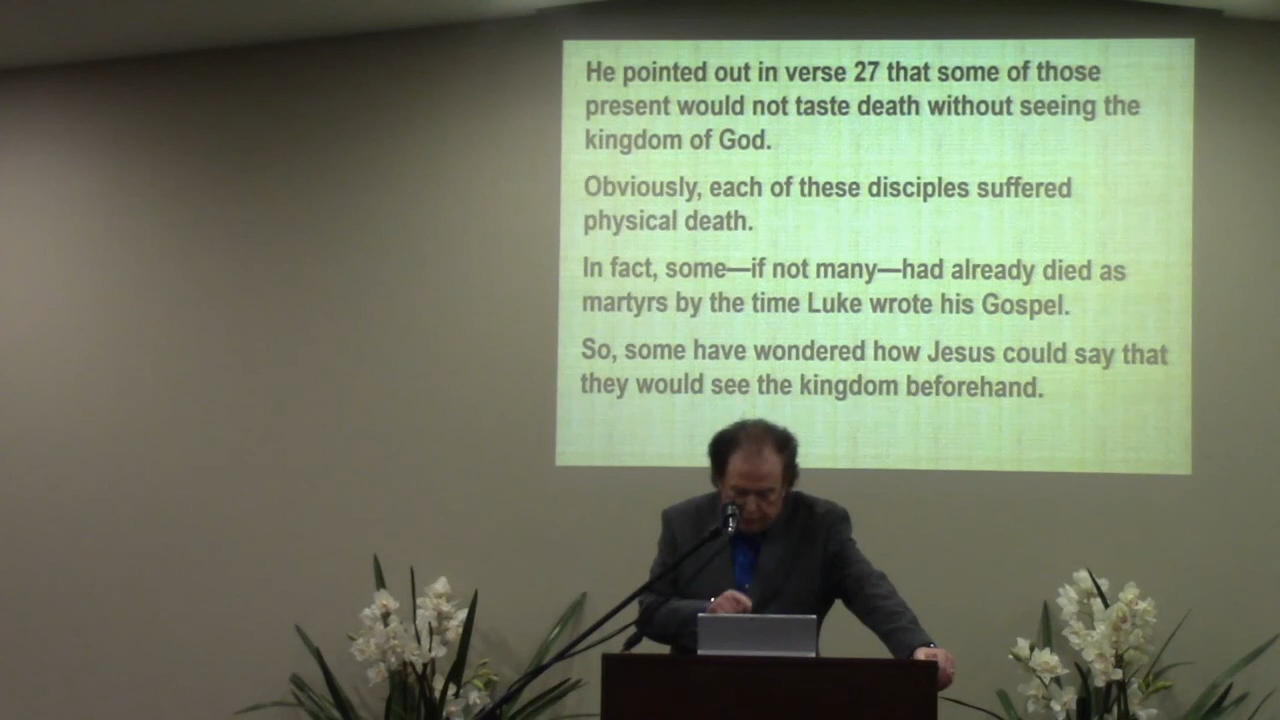 He pointed out in verse 27 that some of those
present would not taste death without seeing the
kingdom of God.
Obviously, each of these disciples suffered
physical death.
In fact, some—if not many—had already died as
martyrs by the time Luke wrote his Gospel.
So, some have wondered how Jesus could say that
they would see the kingdom beforehand.